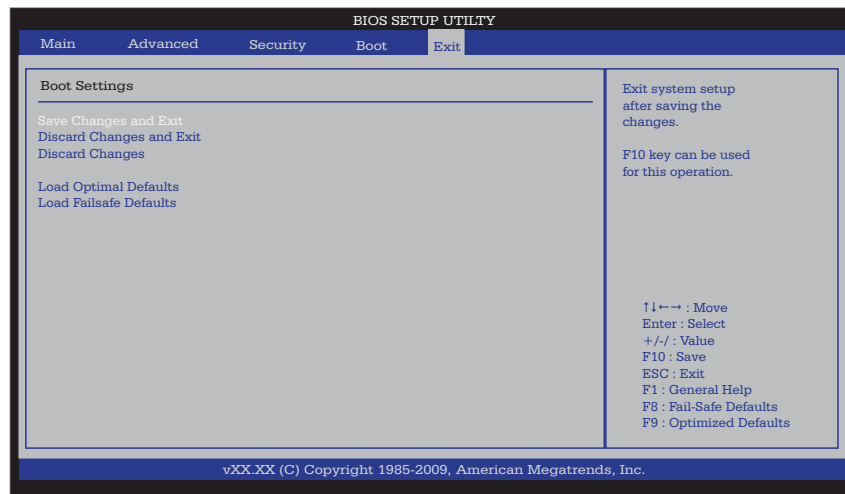 BIOS SETUP UTILTY
Main Advanced Security Boot Exit
Boot Settings
Save Changes and Exit
Discard Changes and Exit
Discard Changes
Load Optimal Defaults
Load Failsafe Defaults
Exit system setup
after saving the
changes.
F10 key can be used
for this operation.
↑↓←→ : Move
Enter : Select
+/-/ : Value
F10 : Save
ESC : Exit
F1 : General Help
F8 : Fail-Safe Defaults
F9 : Optimized Defaults
vXX.XX (C) Copyright 1985-2009, American Megatrends, Inc.